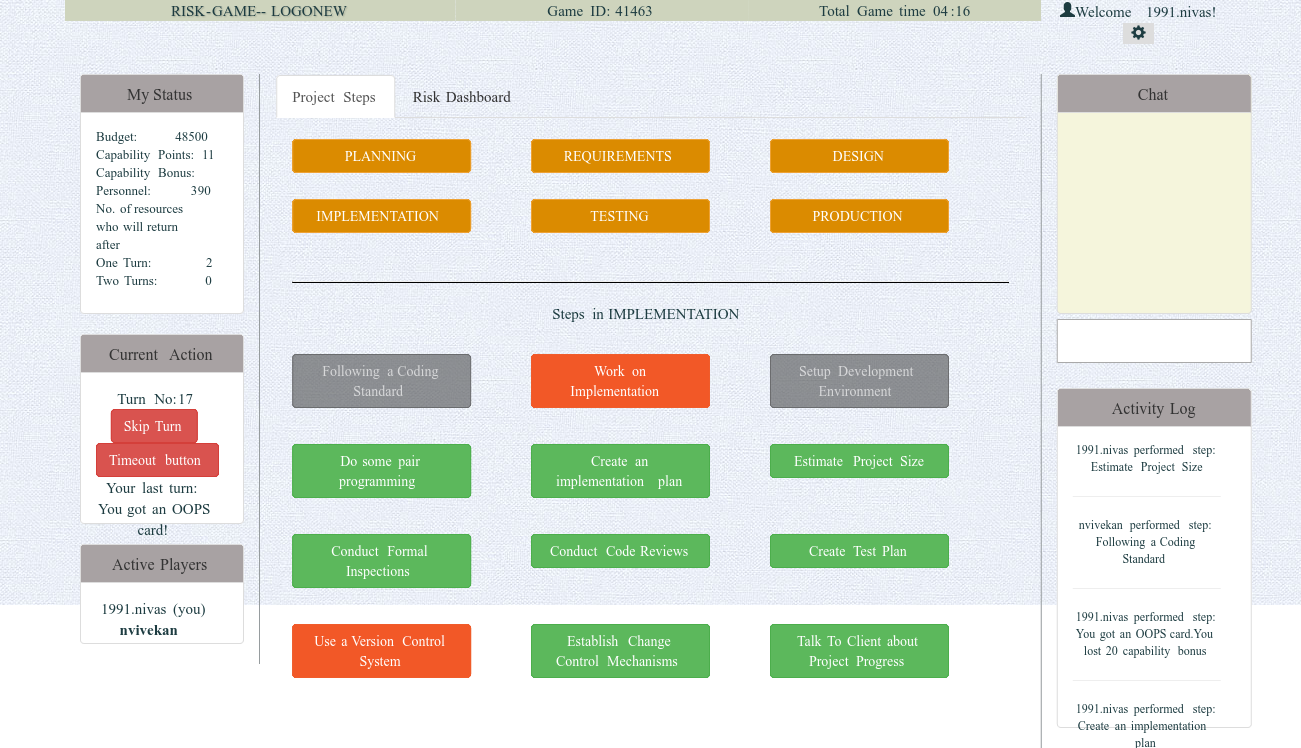 RISK-GAME-- LOGONEW
Game ID: 41463
Total Game time 04:16
Welcome 1991.nivas!
My Status
Budget: 48500
Capability Points: 11
Capability Bonus:
Personnel: 390
No. of resources
who will return
after
One Turn: 2
Two Turns: 0
Current Action
Turn No:17
Skip Turn
Timeout button
Your last turn:
You got an OOPS
card!
Active Players
1991.nivas (you)
nvivekan
Project Steps
Risk Dashboard
PLANNING
REQUIREMENTS
DESIGN
IMPLEMENTATION
TESTING
PRODUCTION
Steps in IMPLEMENTATION
Following a Coding
Standard
Work on
Implementation
Setup Development
Environment
Do some pair
programming
Create an
implementation plan
Estimate Project Size
Conduct Formal
Inspections
Conduct Code Reviews
Create Test Plan
Use a Version Control
System
Establish Change
Control Mechanisms
Talk To Client about
Project Progress
Chat
Activity Log
1991.nivas performed step:
Estimate Project Size
nvivekan performed step:
Following a Coding
Standard
1991.nivas performed step:
You got an OOPS card.You
lost 20 capability bonus
1991.nivas performed step:
Create an implementation
plan